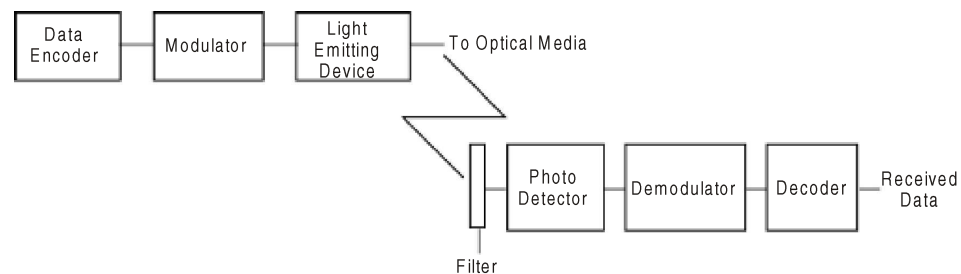 Data
Encoder
Modulator
Light
Emitting
Device
To Optical Media
Photo
Detector
Demodulator
Decoder
Received
Data
Filter